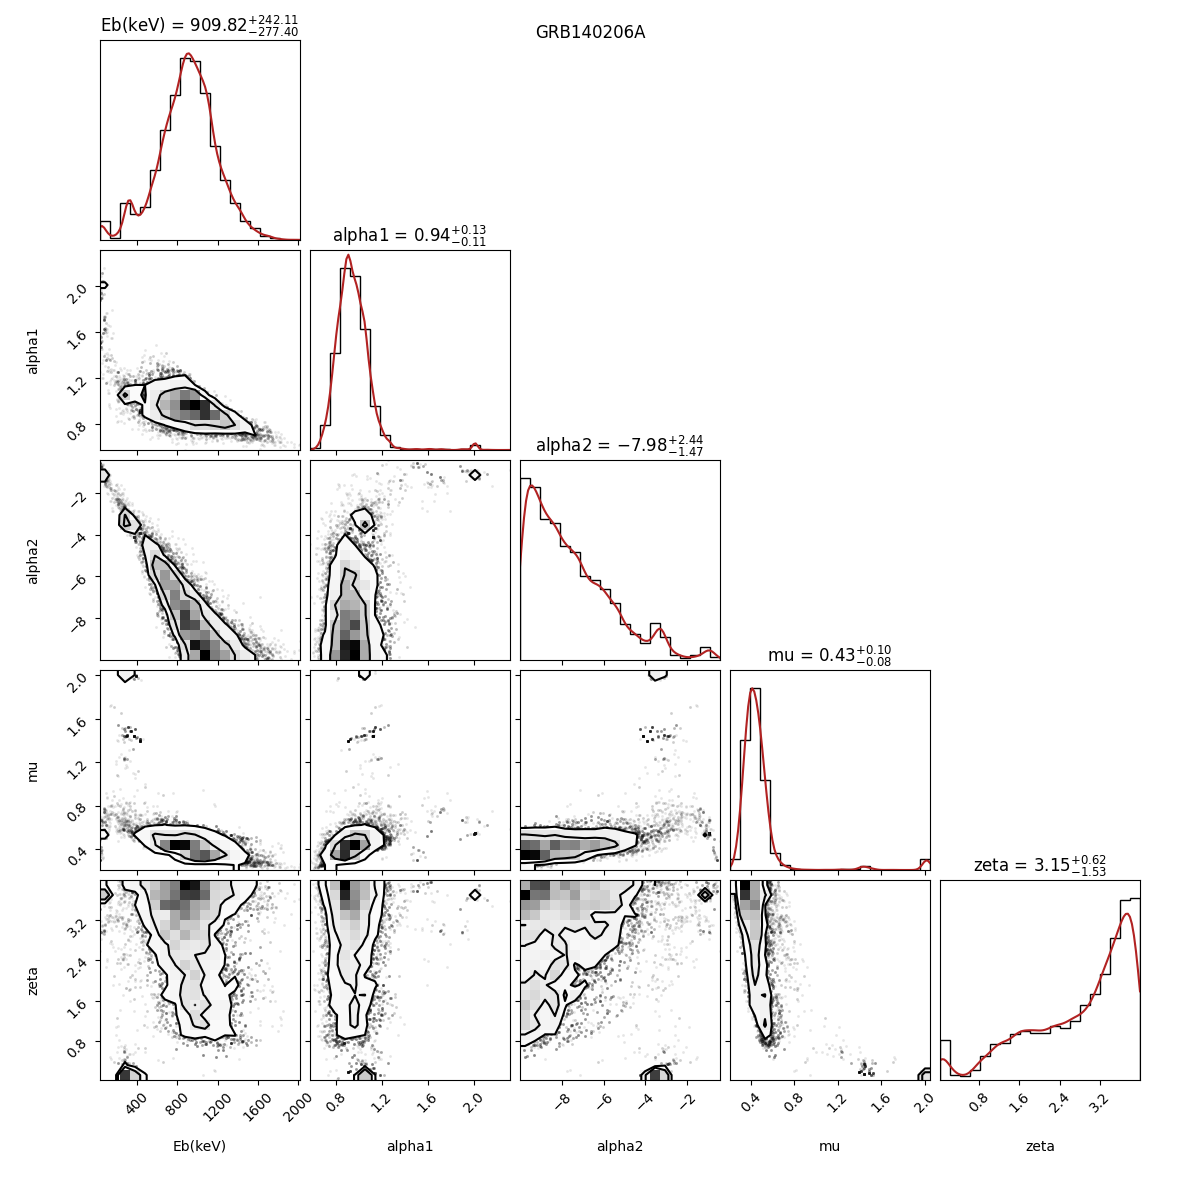 GRB140206A
Eb(keV) = 909.82+242.11−277.40
alpha1 = 0.94+0.13−0.11
2.0
1.6
1.2
0.8
alpha1
alpha2 = −7.98+2.44−1.47
−2
−4
−6
−8
alpha2
mu = 0.43+0.10−0.08
2.0
1.6
1.2
0.8
0.4
mu
zeta = 3.15+0.62−1.53
3.2
2.4
1.6
0.8
zeta
400 800 1200 1600 2000
0.8 1.2 1.6 2.0
−8 −6 −4 −2
0.4 0.8 1.2 1.6 2.0
0.8 1.6 2.4 3.2
Eb(keV) alpha1 alpha2 mu zeta